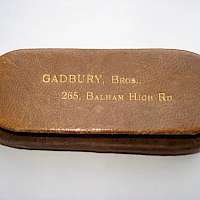 GADBURY, BROS.,
265, BALHAM HIGH RD